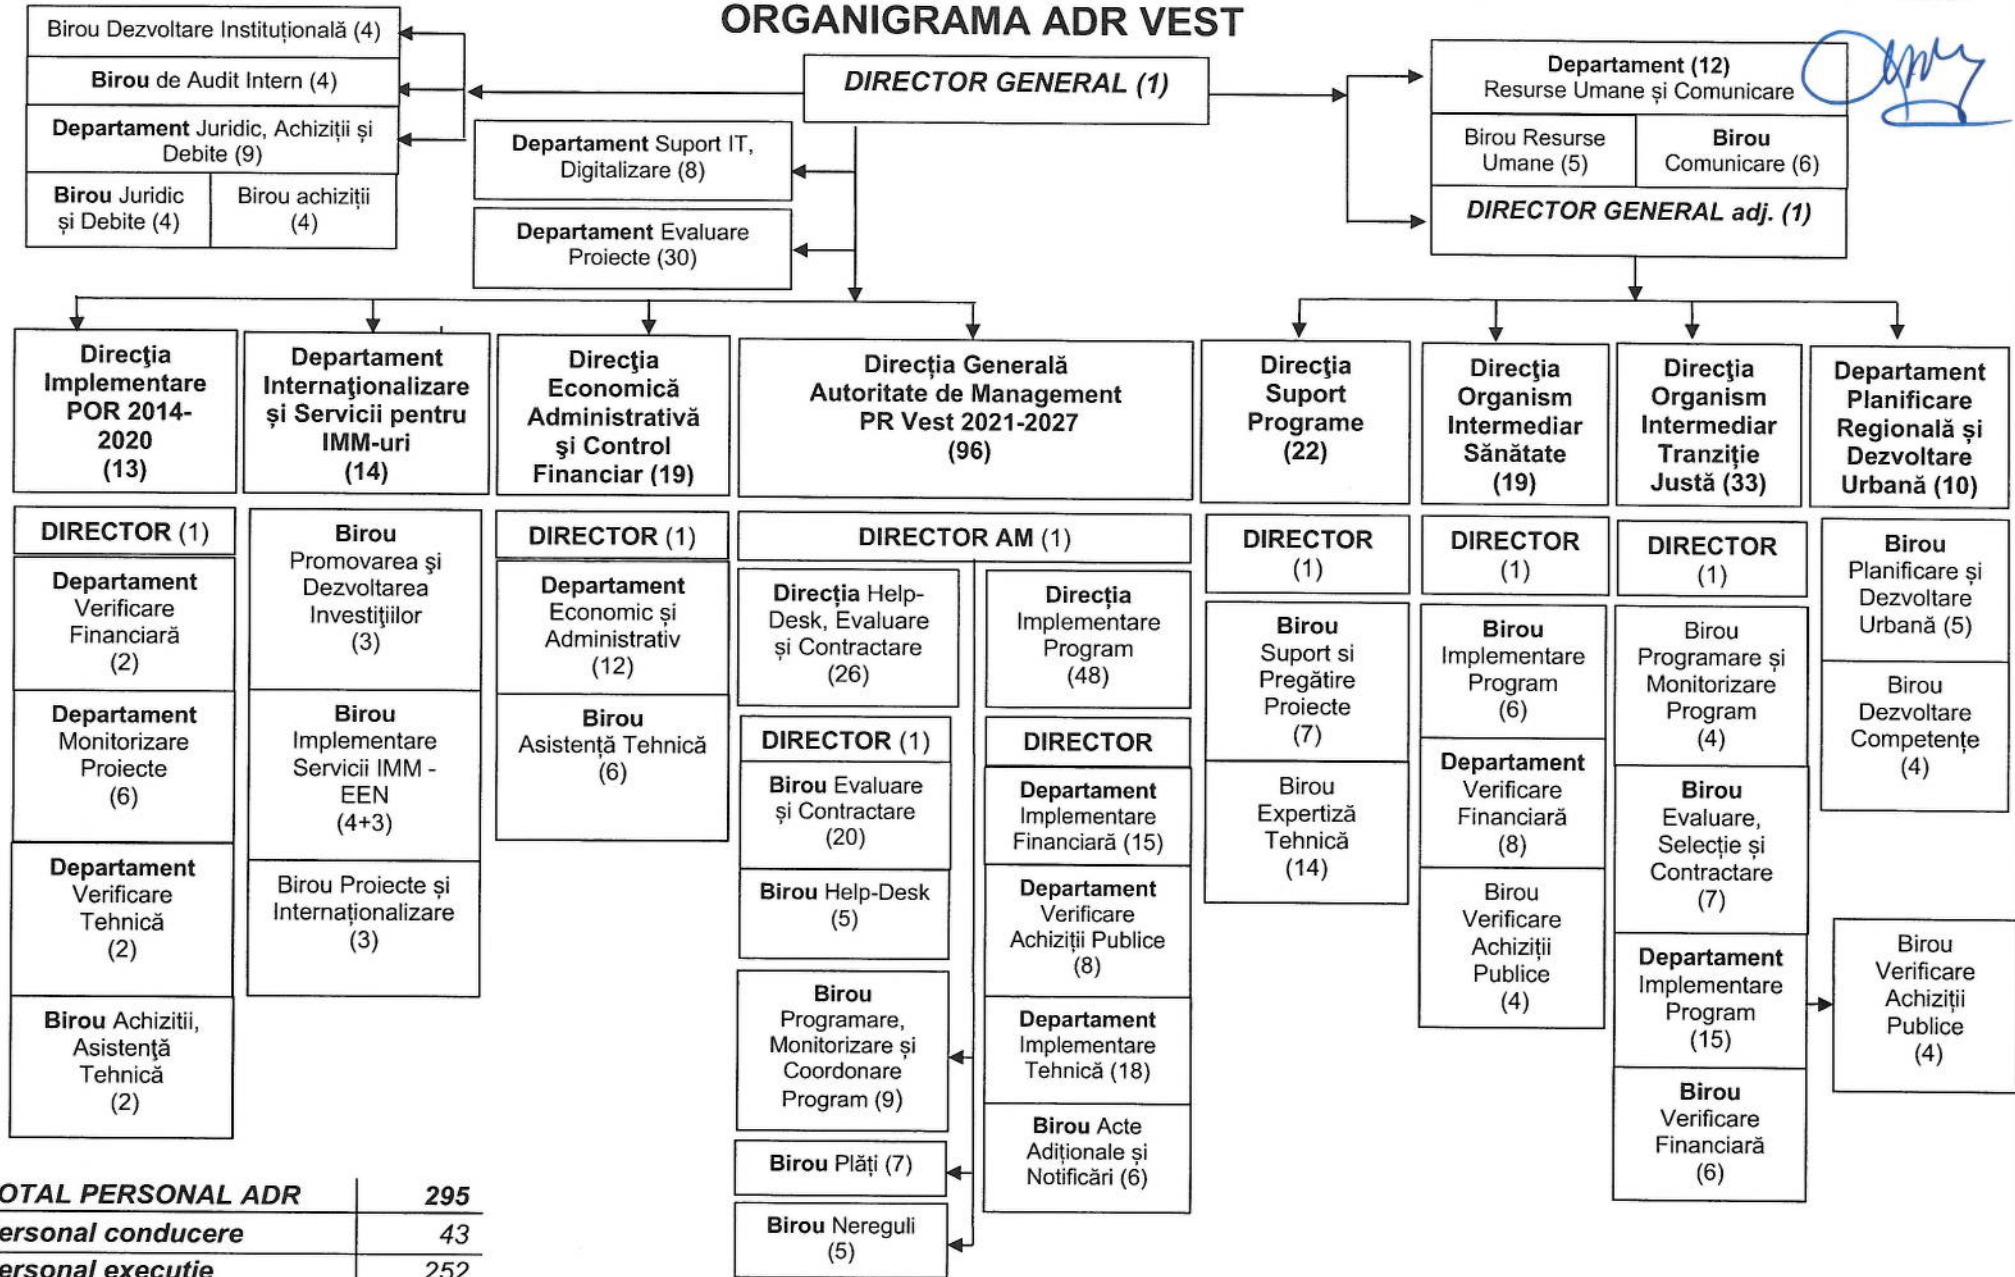 ORGANIGRAMA ADR VEST
Birou Dezvoltare Instituțională (4)
Birou de Audit Intern (4)
Departament Juridic, Achiziții și
Debite (9)
Birou Juridic
și Debite (4)
Birou achiziții
(4)
DIRECTOR GENERAL (1)
Departament Suport IT,
Digitalizare (8)
Departament Evaluare
Proiecte (30)
Departament (12)
Resurse Umane și Comunicare
Birou Resurse
Umane (5)
Birou
Comunicare (6)
DIRECTOR GENERAL adj. (1)
Direcţia
Implementare
POR 2014-
2020
(13)
DIRECTOR (1)
Departament
Verificare
Financiară
(2)
Departament
Monitorizare
Proiecte
(6)
Departament
Verificare
Tehnică
(2)
Birou Achizitii,
Asistenţă
Tehnică
(2)
Departament
Internaţionalizare
și Servicii pentru
IMM-uri
(14)
Birou
Promovarea şi
Dezvoltarea
Investiţiilor
(3)
Birou
Implementare
Servicii IMM -
EEN
(4+3)
Birou Proiecte și
Internaționalizare
(3)
Direcţia
Economică
Administrativă
şi Control
Financiar (19)
DIRECTOR (1)
Departament
Economic și
Administrativ
(12)
Birou
Asistență Tehnică
(6)
Direcția Generală
Autoritate de Management
PR Vest 2021-2027
(96)
DIRECTOR AM (1)
Direcția Help-
Desk, Evaluare
și Contractare
(26)
DIRECTOR (1)
Birou Evaluare
și Contractare
(20)
Birou Help-Desk
(5)
Birou
Programare,
Monitorizare și
Coordonare
Program (9)
Birou Plăți (7)
Birou Nereguli
(5)
Direcția
Implementare
Program
(48)
DIRECTOR
Departament
Implementare
Financiară (15)
Departament
Verificare
Achiziții Publice
(8)
Departament
Implementare
Tehnică (18)
Birou Acte
Adiționale și
Notificări (6)
Direcţia
Suport
Programe
(22)
DIRECTOR
(1)
Birou
Suport si
Pregătire
Proiecte
(7)
Birou
Expertiză
Tehnică
(14)
Direcţia
Organism
Intermediar
Sănătate
(19)
DIRECTOR
(1)
Birou
Implementare
Program
(6)
Departament
Verificare
Financiară
(8)
Birou
Verificare
Achiziții
Publice
(4)
Direcţia
Organism
Intermediar
Tranziție
Justă (33)
DIRECTOR
(1)
Birou
Programare și
Monitorizare
Program
(4)
Birou
Evaluare,
Selecție și
Contractare
(7)
Departament
Implementare
Program
(15)
Birou
Verificare
Financiară
(6)
Departament
Planificare
Regională și
Dezvoltare
Urbană (10)
Birou
Planificare și
Dezvoltare
Urbană (5)
Birou
Dezvoltare
Competențe
(4)
Birou
Verificare
Achiziții
Publice
(4)
OTAL PERSONAL ADR 295
ersonal conducere 43
ersonal execuție 252